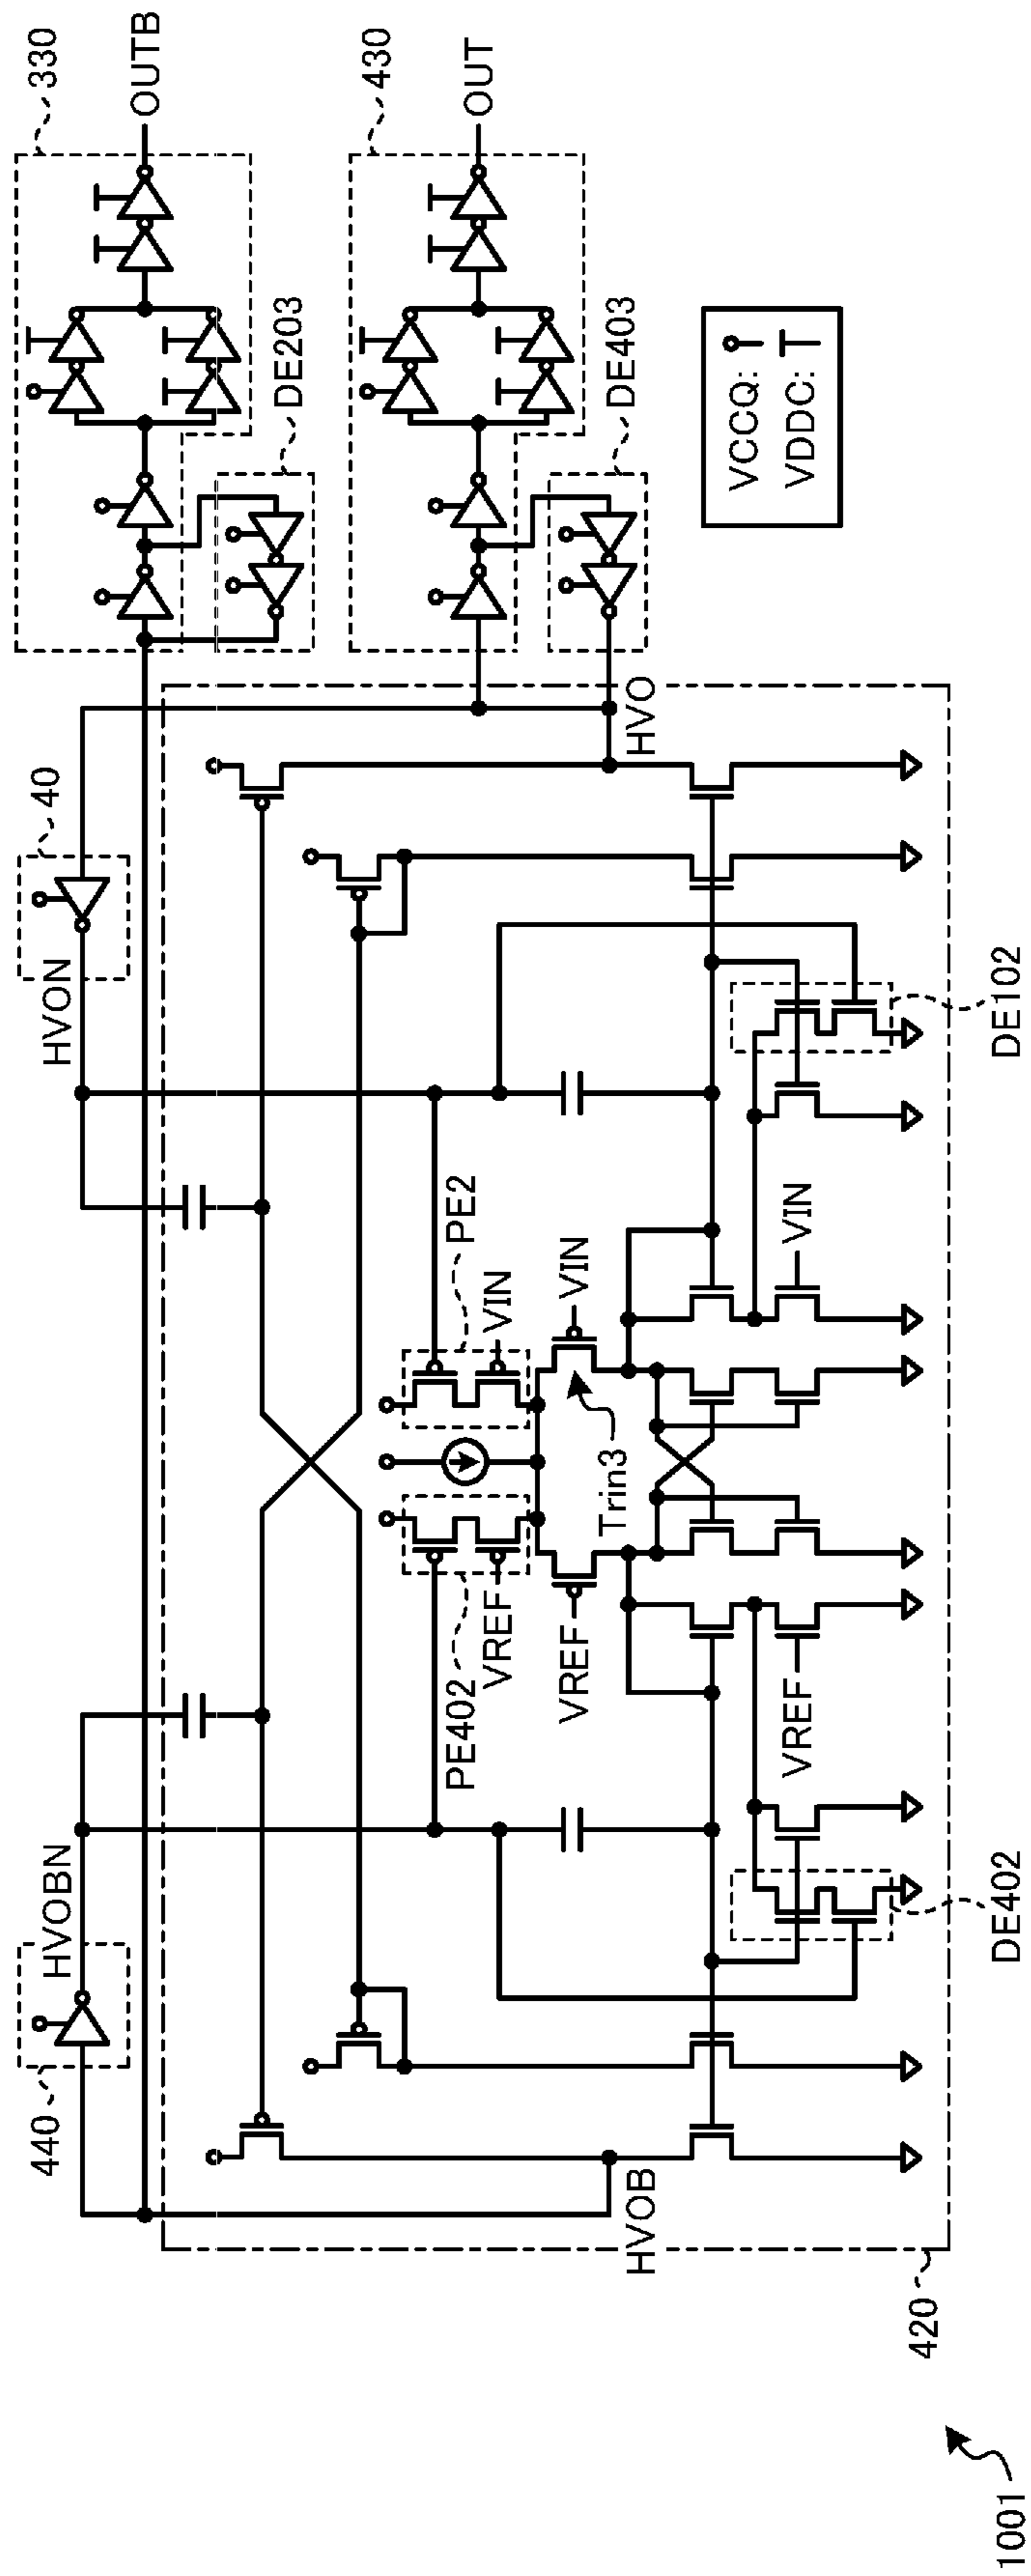 330
OUTB
DE203
430
OUT
DE403
VCCQ:
VDDC:
40
HVON
HVO
DE102
PE2
VIN
VIN
VIN
Trin3
VREF
VREF
PE402
VREF
HVOBN
440
DE402
HVOB
420
1001